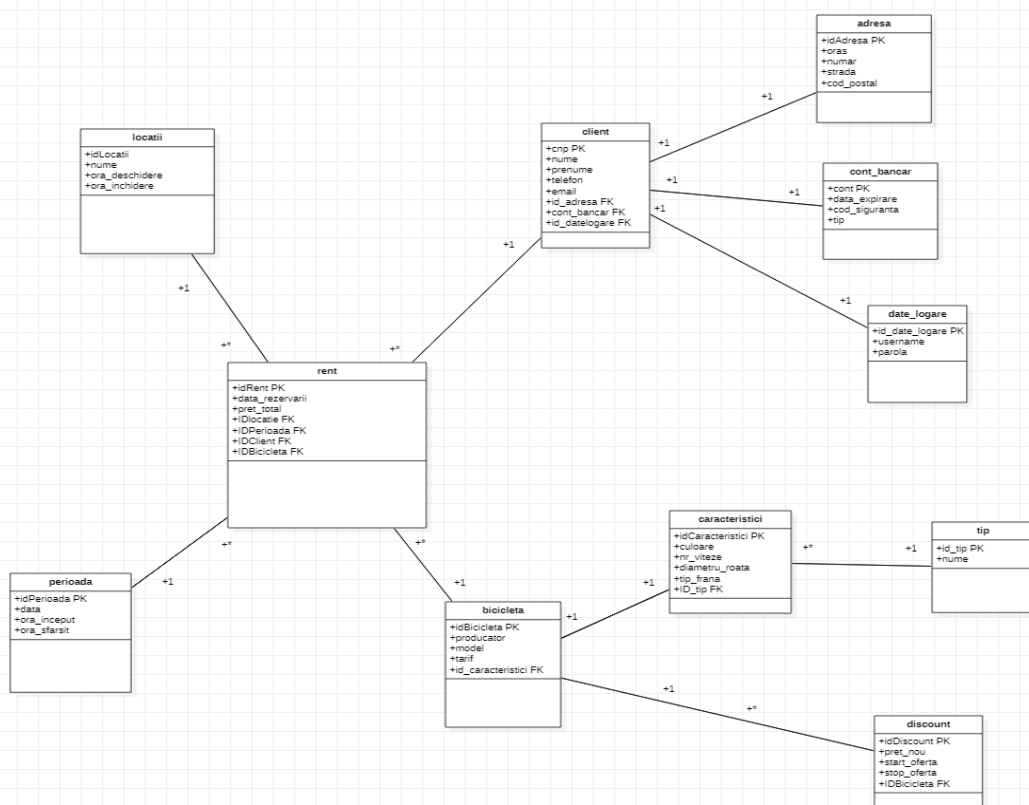 adresa
+idAdresa PK
+oras
+numar
+strada
+cod_postal
+1
+1
locatii
+idLocatii
+nume
+ora_deschidere
+ora_inchidere
client
+cnp PK
+nume
+prenume
+telefon
+email
+id_adresa FK
+cont_bancar FK
+id_datelogare FK
cont_bancar
+cont PK
+data_expirare
+cod_siguranta
+tip
+1
+1
+1
+1
date_logare
+id_date_logare PK
+username
+parola
+1
+*
+1
+*
rent
+idRent PK
+data_rezervarii
+pret_total
+IDlocatie FK
+IDPerioada FK
+IDClient FK
+IDBicicleta FK
+*
+1
+*
+1
perioada
+idPerioada PK
+data
+ora_inceput
+ora_sfarsit
bicicleta
+idBicicleta PK
+producator
+model
+tarif
+id_caracteristici FK
+1
+1
caracteristici
+idCaracteristici PK
+culoare
+nr_viteze
+diametru_roata
+tip_frana
+ID_tip FK
+*
+1
tip
+id_tip PK
+nume
+1
+*
discount
+idDiscount PK
+pret_nou
+start_oferta
+stop_oferta
+IDBicicleta FK